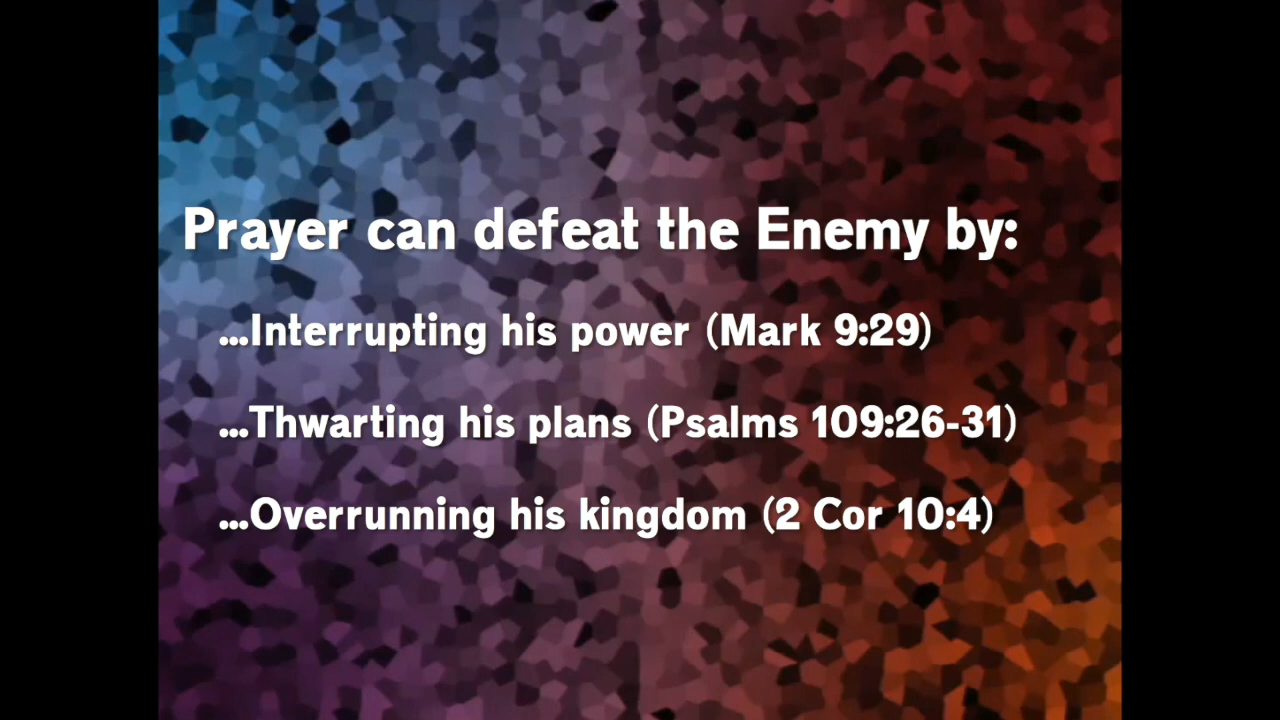 Prayer can defeat the Enemy by:
...Interrupting his power (Mark 9:29)
...Thwarting his plans (Psalms 109:26-31)
...Overrunning his kingdom (2 Cor 10:4)